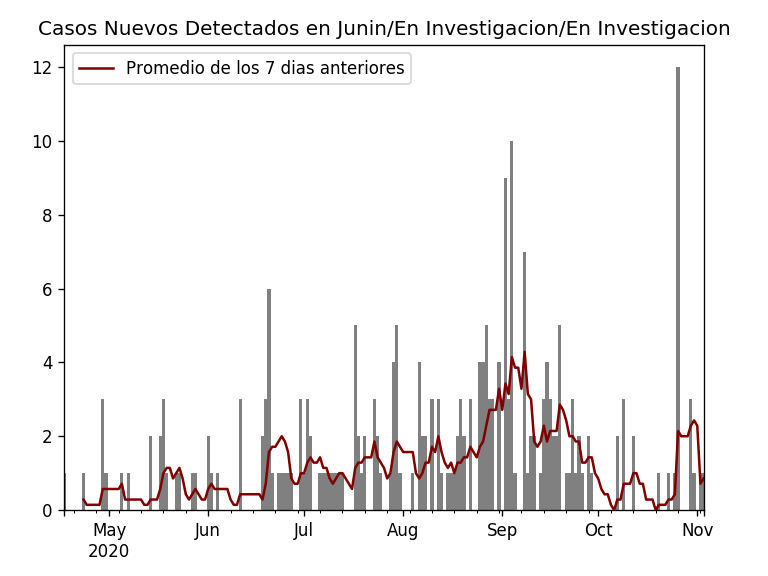 Casos Nuevos Detectados en Junin/En Investigacion/En Investigacion
Promedio de los 7 dias anteriores
12
10
8
6
4
2
0
May Jun Jul Aug Sep Oct Nov
2020